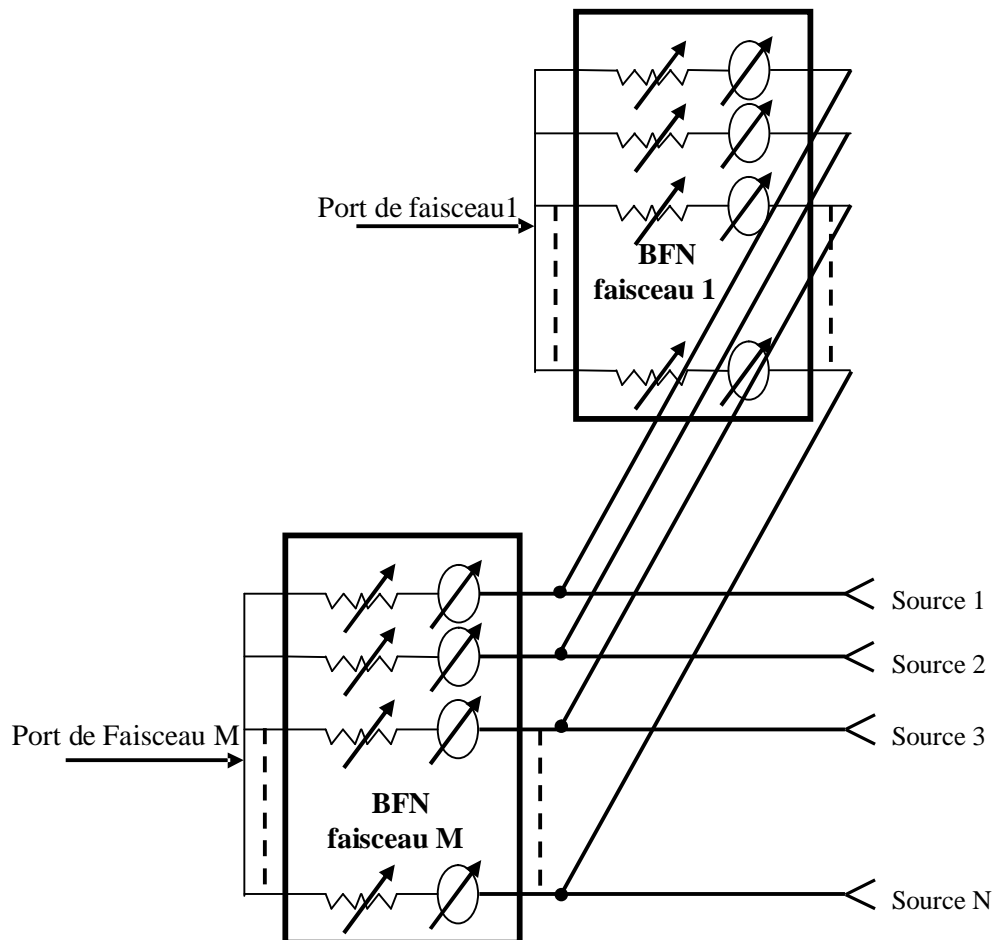 Port de faisceau1
BFN
faisceau 1
Source 1
Source 2
Port de Faisceau M
Source 3
BFN
faisceau M
Source N